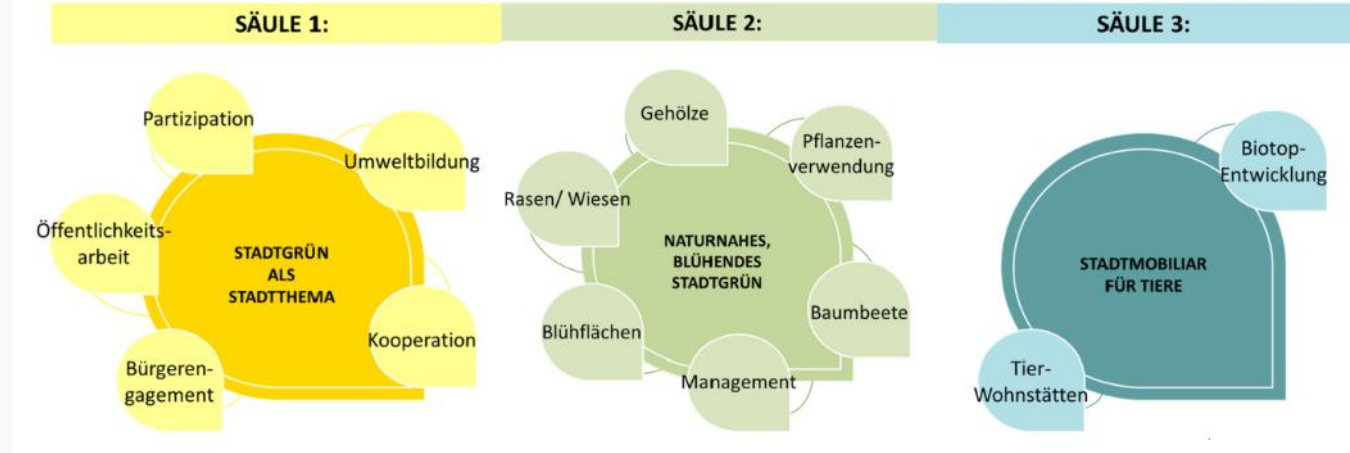 SÄULE 1:
Partizipation
Umweltbildung
Öffentlichkeits-
arbeit
STADTGRÜN
ALS
STADTTHEMA
Kooperation
Bürgeren-
gagement
SÄULE 2:
Gehölze
Pflanzen-
verwendung
Rasen/ Wiesen
NATURNAHES,
BLÜHENDES
STADTGRÜN
Baumbeete
Blühflächen
Management
SÄULE 3:
Biotop-
Entwicklung
STADTMOBILIAR
FÜR TIERE
Tier-
Wohnstätten